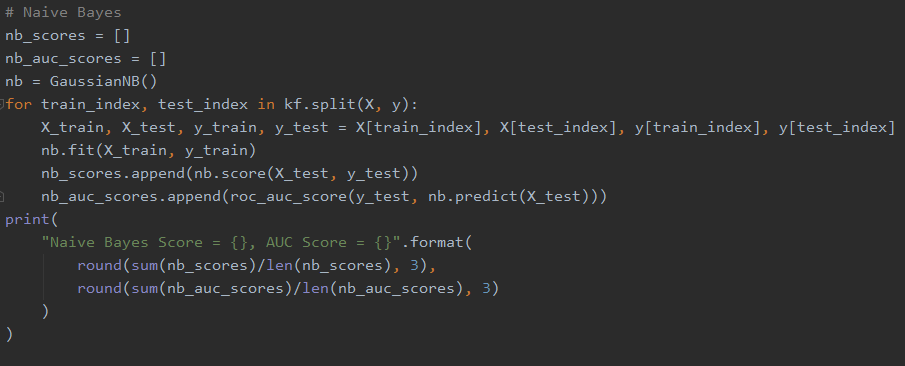 # Naive Bayes
nb_scores = []
nb_auc_scores = []
nb = GaussianNB()
for train_index, test_index in kf.split(X, y):
    X_train, X_test, y_train, y_test = X[train_index], X[test_index], y[train_index], y[test_index]
    nb.fit(X_train, y_train)
    nb_scores.append(nb.score(X_test, y_test))
    nb_auc_scores.append(roc_auc_score(y_test, nb.predict(X_test)))
print(
    "Naive Bayes Score = {}, AUC Score = {}".format(
        round(sum(nb_scores)/len(nb_scores), 3),
        round(sum(nb_auc_scores)/len(nb_auc_scores), 3)
    )
)